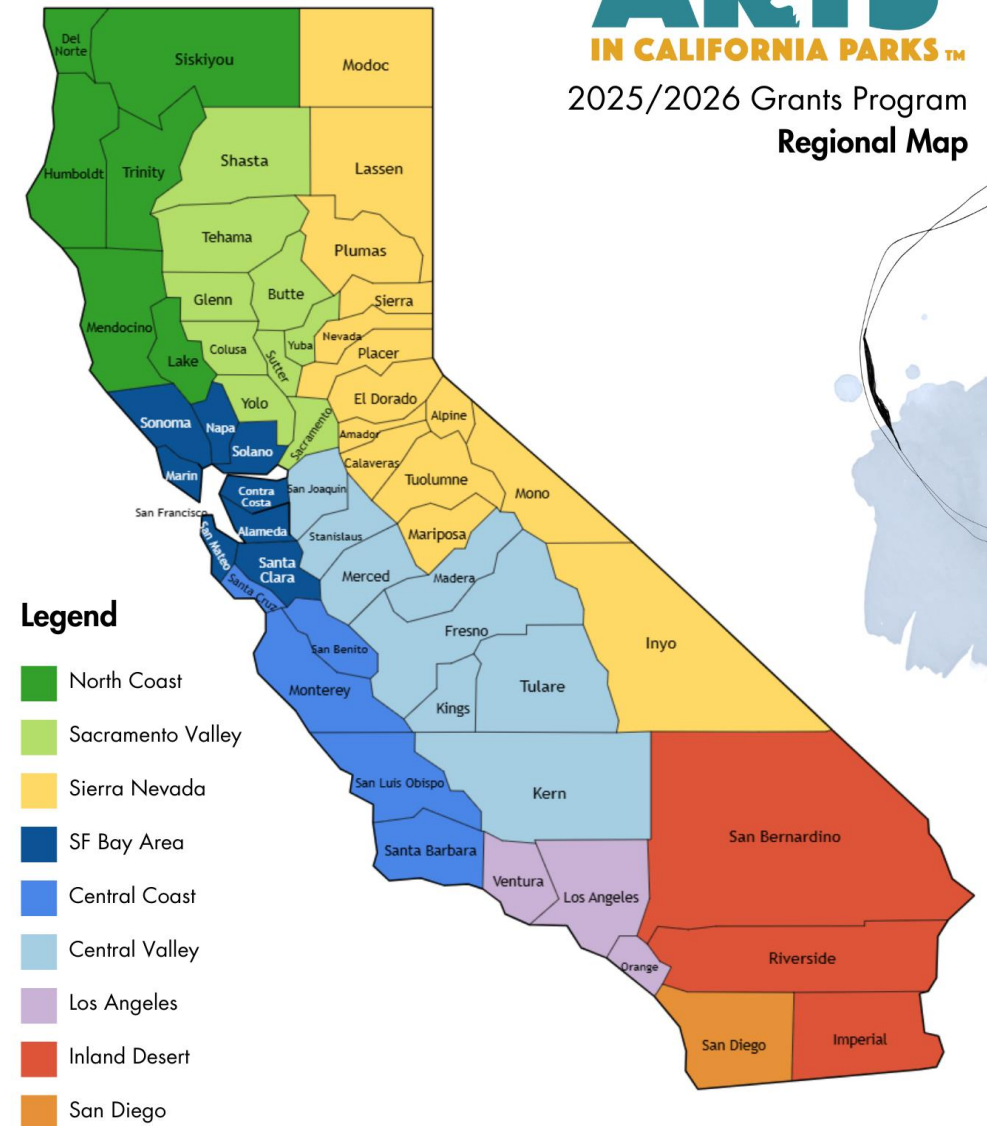 ARTS
IN CALIFORNIA PARKS TM
2025/2026 Grants Program
Regional Map
Del
Norte
Siskiyou
Modoc
Humboldt
Trinity
Shasta
Lassen
Tehama
Plumas
Glenn
Butte
Sierra
Mendocino
Lake
Colusa
Sutter
Yuba
Nevada
Placer
Yolo
El Dorado
Sonoma
Napa
Solano
Sacramento
Amador
Alpine
Marin
Calaveras
Tuolumne
Mono
Contra
Costa
San Joaquin
San Francisco
Alameda
Stanislaus
Mariposa
San Mateo
Santa
Clara
Merced
Madera
Santa Cruz
San Benito
Fresno
Inyo
Monterey
Kings
Tulare
San Luis Obispo
Kern
San Bernardino
Santa Barbara
Ventura
Los Angeles
Orange
Riverside
San Diego
Imperial
Legend
North Coast
Sacramento Valley
Sierra Nevada
SF Bay Area
Central Coast
Central Valley
Los Angeles
Inland Desert
San Diego